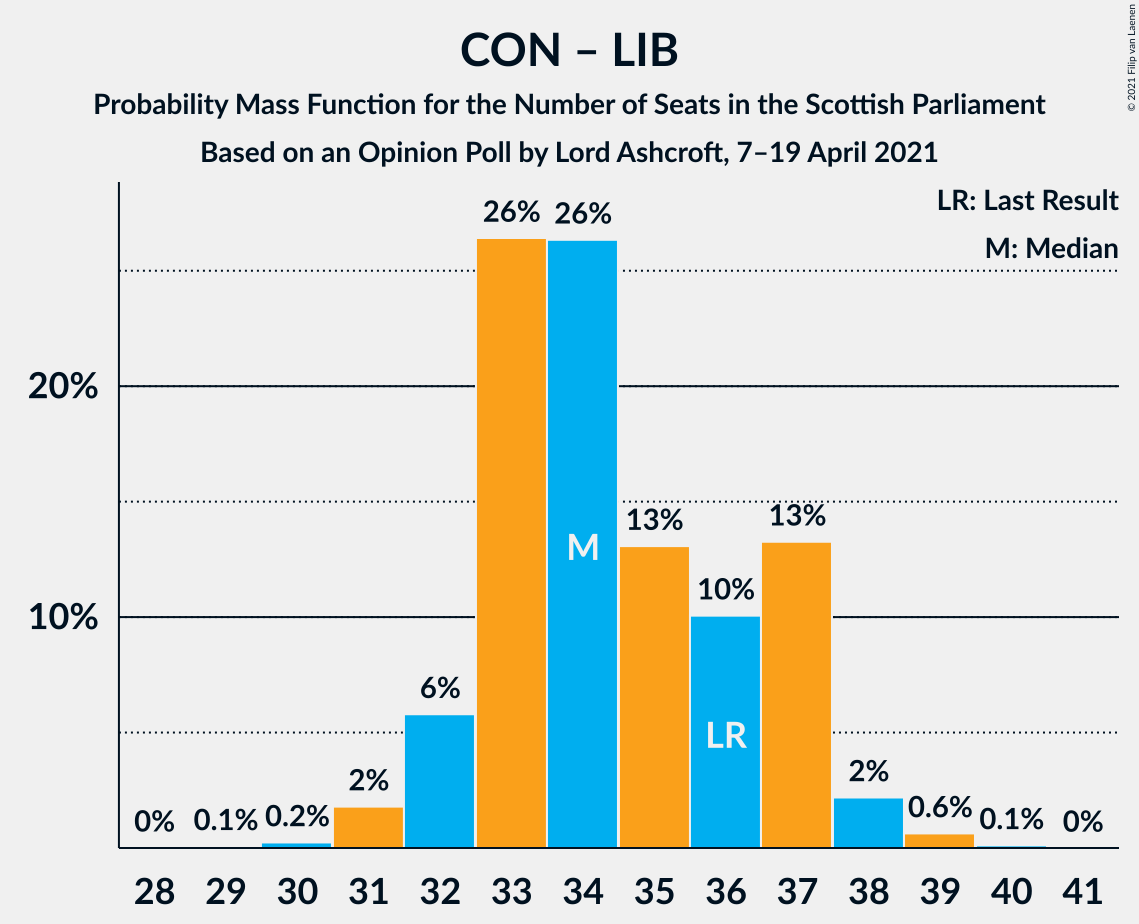 CON – LIB
Probability Mass Function for the Number of Seats in the Scottish Parliament
Based on an Opinion Poll by Lord Ashcroft, 7–19 April 2021
© 2021 Filip van Laenen
LR: Last Result
M: Median
26% 26%
20%
13% 13%
M
10%
10%
6%
LR
2% 2%
0% 0.1% 0.2% 0.6% 0.1% 0%
28 29 30 31 32 33 34 35 36 37 38 39 40 41